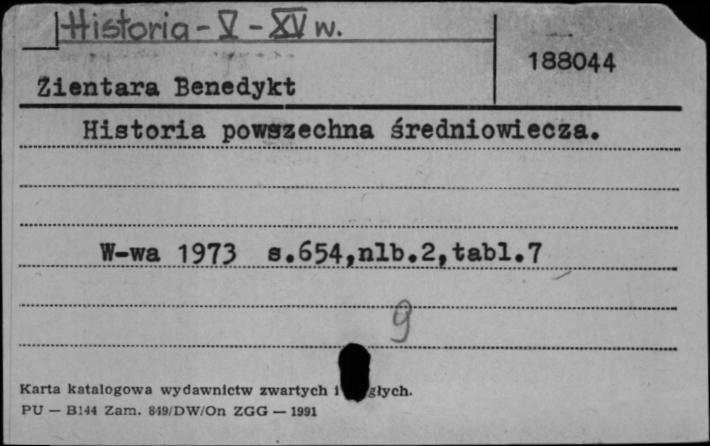 Historia - V - XV w.
188044
Zientara Benedykt
Historia powszechna średniowiecza.
W-wa 1973 s.654,nlb.2,tabl.7
9
Karta katalogowa wydawnictw zwartych i
PU — B144 Zam. 849/DW/On ZGG — 1991